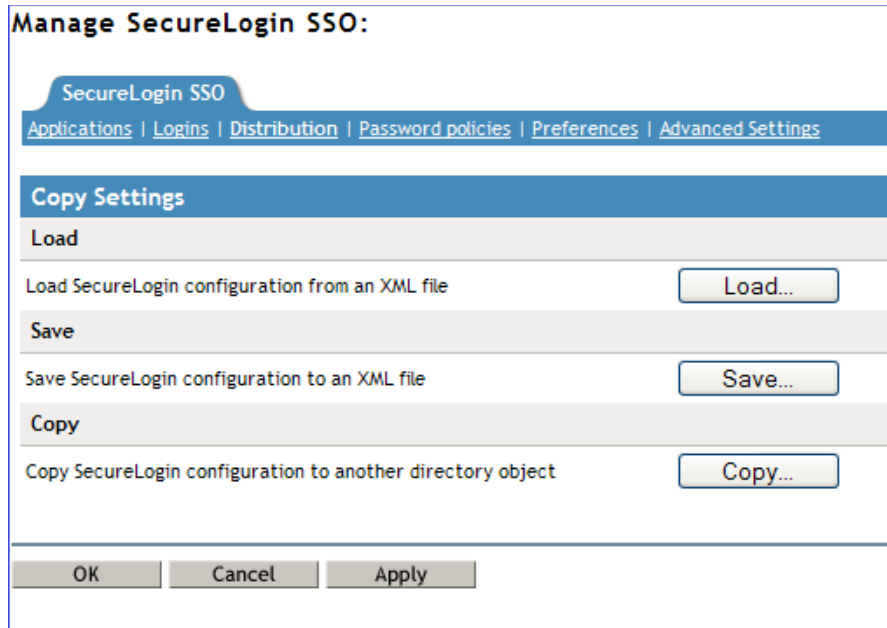 Manage SecureLogin SSO:
SecureLogin SSO
Applications | Logins | Distribution | Password policies | Preferences | Advanced Settings
Copy Settings
Load
Load SecureLogin configuration from an XML file Load...
Save
Save SecureLogin configuration to an XML file Save...
Copy
Copy SecureLogin configuration to another directory object Copy...
OK Cancel Apply